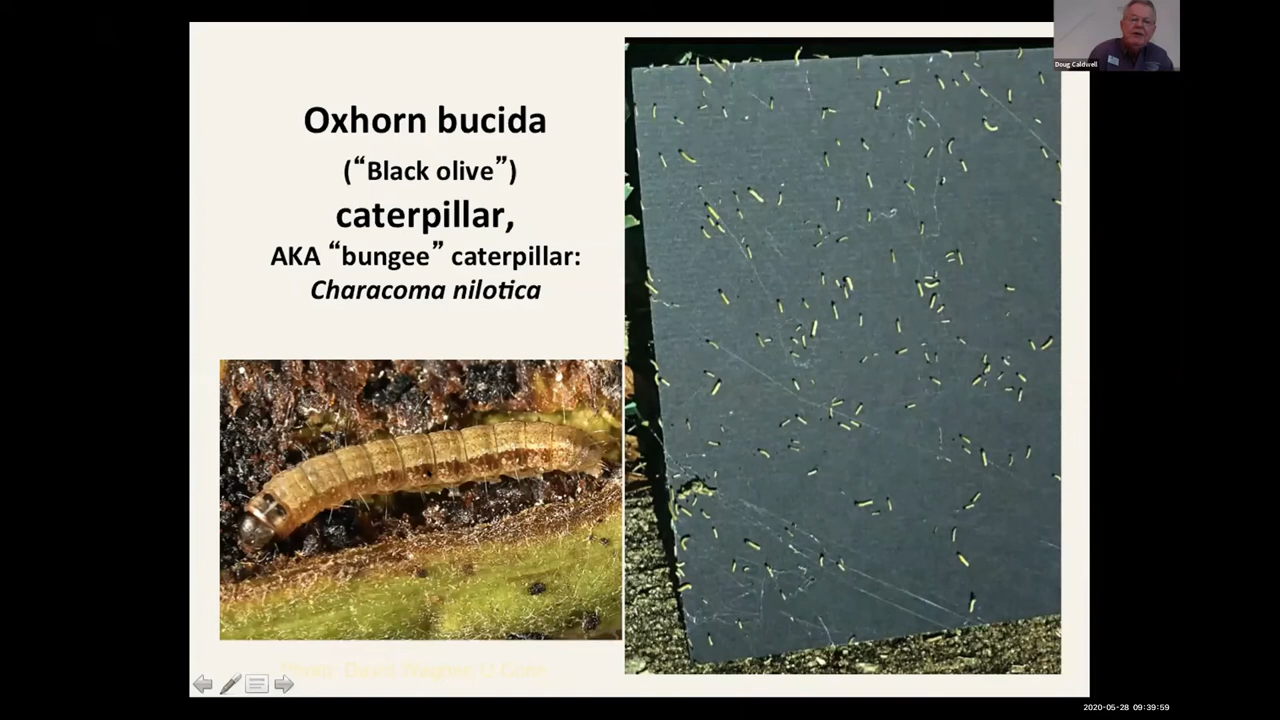 Oxhorn bucida
(“Black olive”)
caterpillar,
AKA “bungee” caterpillar:
Characoma nilotica
Photo: David Wagner, U Conn
Doug Caldwell
2020-05-28 09:39:59